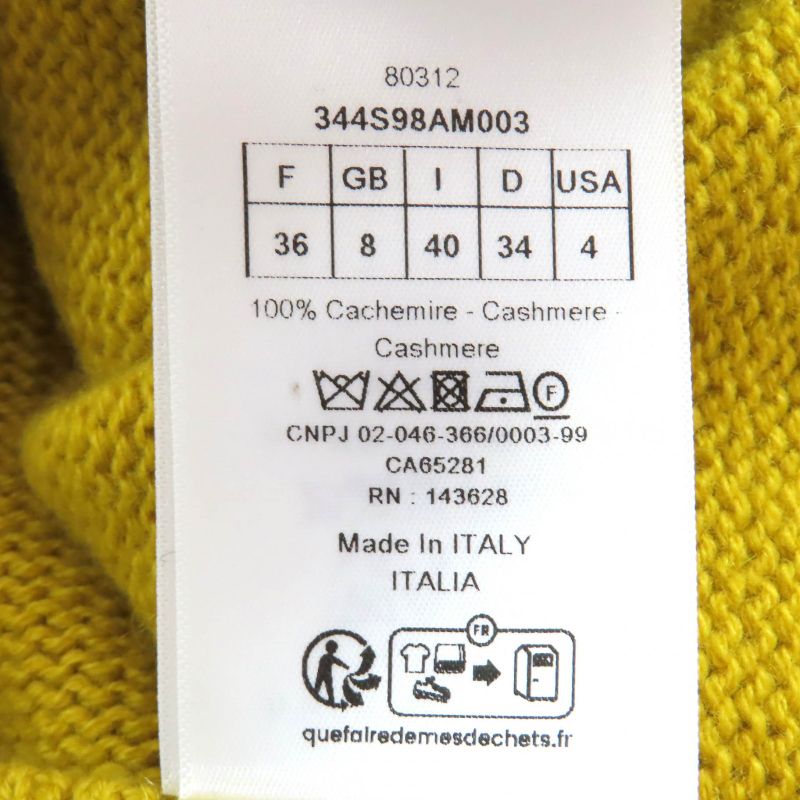 80312
344S98AM003
F GB I D USA
36 8 40 34 4
100% Cachemire - Cashmere -
Cashmere
F
CNPJ 02-046-366/0003-99
CA65281
RN : 143628
Made In ITALY
ITALIA
FR
quefairedemesdechets.fr